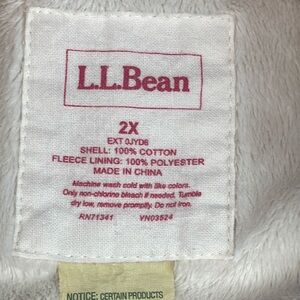 L.L.Bean
2X
EXT 0JYD6
SHELL: 100% COTTON
FLEECE LINING: 100% POLYESTER
MADE IN CHINA
Machine wash cold with like colors.
Only non-chlorine bleach if needed. Tumble
dry low, remove promptly. Do not iron.
RN71341 VN03524
NOTICE: CERTAIN PRODUCTS